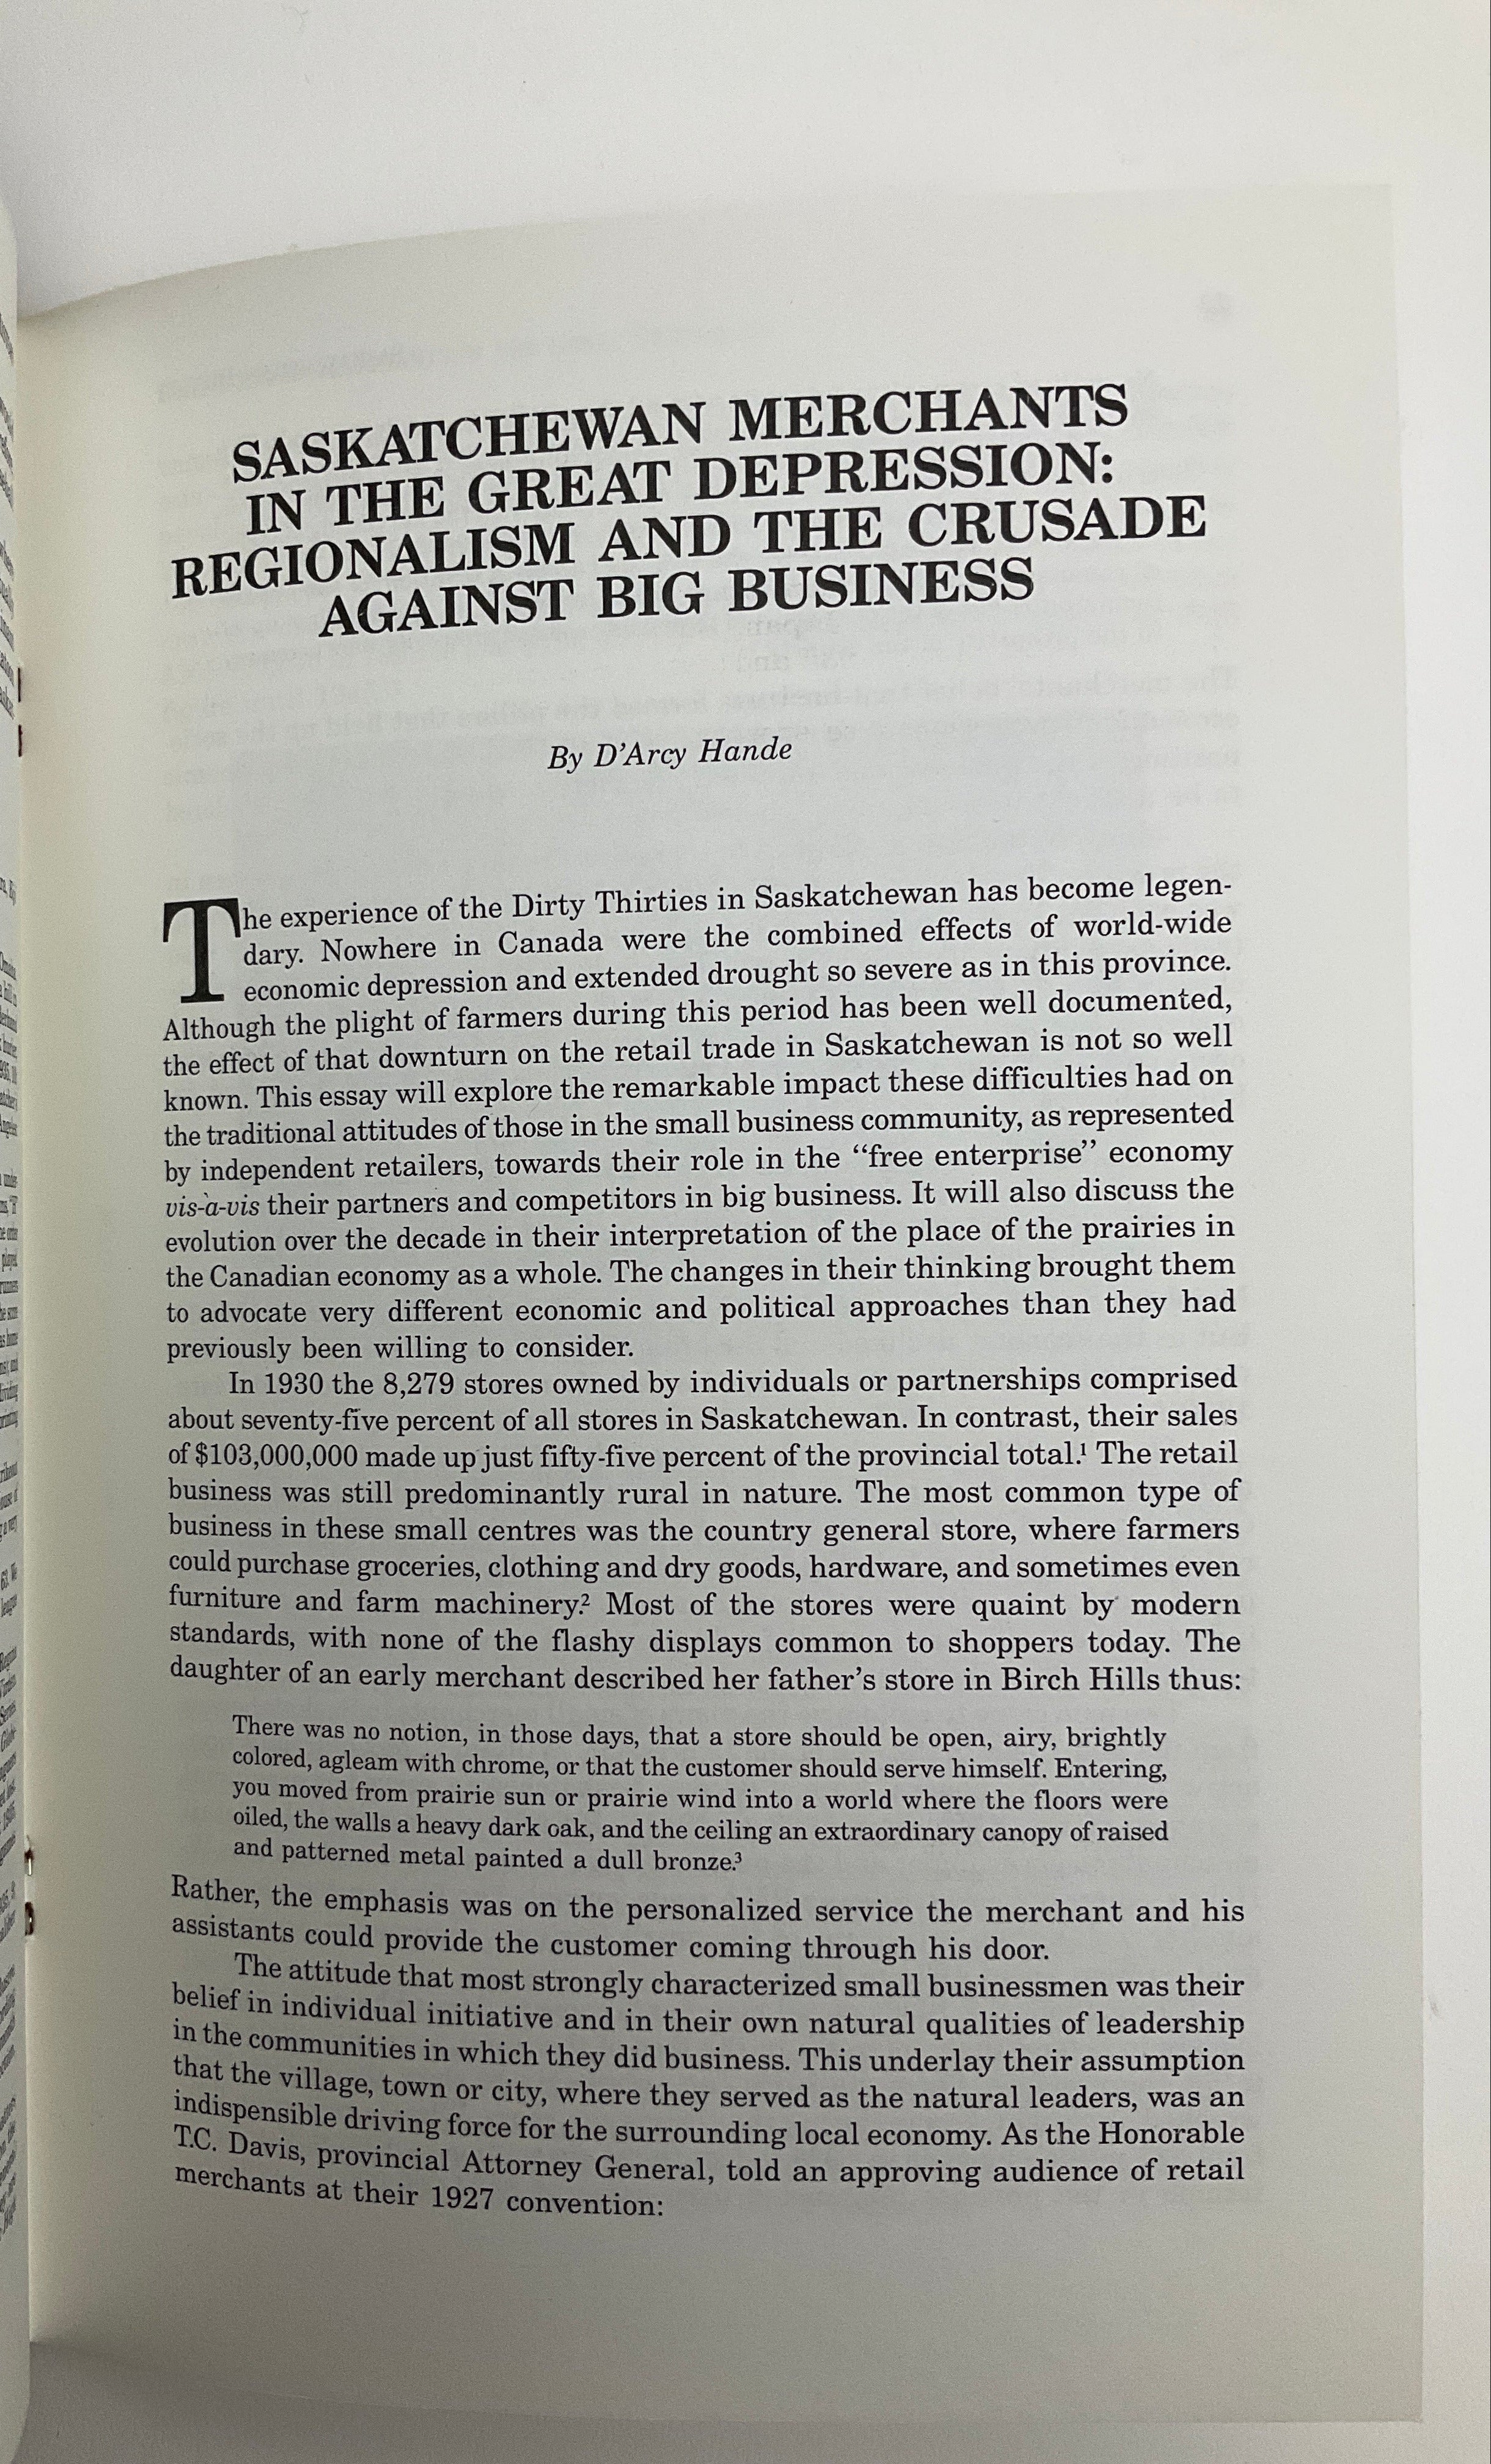 SASKATCHEWAN MERCHANTS
IN THE GREAT DEPRESSION:
REGIONALISM AND THE CRUSADE
AGAINST BIG BUSINESS
By D'Arcy Hande
The experience of the Dirty Thirties in Saskatchewan has become legen-
dary. Nowhere in Canada were the combined effects of world-wide
economic depression and extended drought so severe as in this province.
Although the plight of farmers during this period has been well documented,
the effect of that downturn on the retail trade in Saskatchewan is not so well
known. This essay will explore the remarkable impact these difficulties had on
the traditional attitudes of those in the small business community, as represented
by independent retailers, towards their role in the “free enterprise” economy
vis-à-vis their partners and competitors in big business. It will also discuss the
evolution over the decade in their interpretation of the place of the prairies in
the Canadian economy as a whole. The changes in their thinking brought them
to advocate very different economic and political approaches than they had
previously been willing to consider.
In 1930 the 8,279 stores owned by individuals or partnerships comprised
about seventy-five percent of all stores in Saskatchewan. In contrast, their sales
of $103,000,000 made up just fifty-five percent of the provincial total.¹ The retail
business was still predominantly rural in nature. The most common type of
business in these small centres was the country general store, where farmers
could purchase groceries, clothing and dry goods, hardware, and sometimes even
furniture and farm machinery.² Most of the stores were quaint by modern
standards, with none of the flashy displays common to shoppers today. The
daughter of an early merchant described her father's store in Birch Hills thus:
There was no notion, in those days, that a store should be open, airy, brightly
colored, agleam with chrome, or that the customer should serve himself. Entering,
you moved from prairie sun or prairie wind into a world where the floors were
oiled, the walls a heavy dark oak, and the ceiling an extraordinary canopy of raised
and patterned metal painted a dull bronze.³
Rather, the emphasis was on the personalized service the merchant and his
assistants could provide the customer coming through his door.
The attitude that most strongly characterized small businessmen was their
belief in individual initiative and in their own natural qualities of leadership
in the communities in which they did business. This underlay their assumption
that the village, town or city, where they served as the natural leaders, was an
indispensible driving force for the surrounding local economy. As the Honorable
T.C. Davis, provincial Attorney General, told an approving audience of retail
merchants at their 1927 convention: